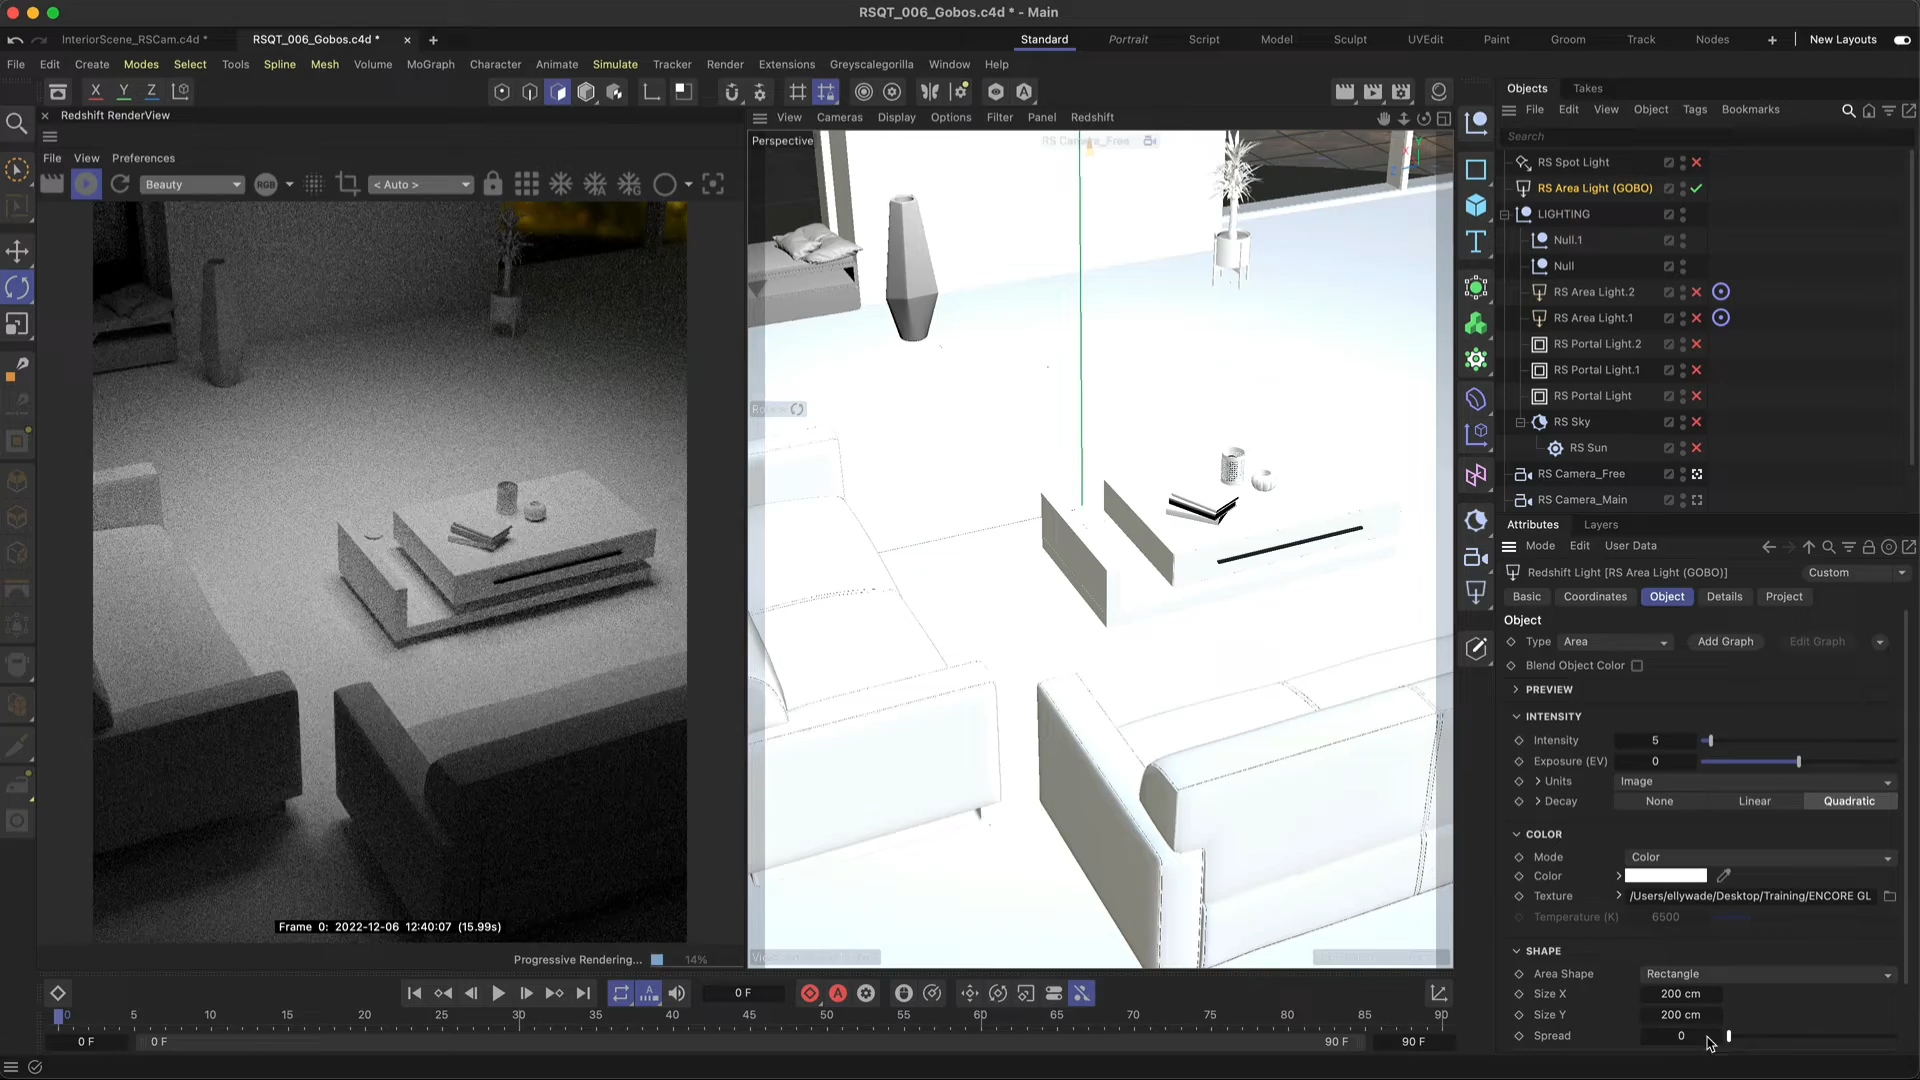 RSQT_006_Gobos.c4d * - Main
InteriorScene_RSCam.c4d *
RSQT_006_Gobos.c4d *
Standard
Portrait
Script
Model
Sculpt
UVEdit
Paint
Groom
Track
Nodes
New Layouts
File Edit Create Modes Select Tools Spline Mesh Volume MoGraph Character Animate Simulate Tracker Render Extensions Greyscalegorilla Window Help
X Y Z
Redshift RenderView
File View Preferences
Beauty
RGB
< Auto >
Frame 0: 2022-12-06 12:40:07 (15.99s)
Progressive Rendering... 14%
View Cameras Display Options Filter Panel Redshift
Perspective
RS Camera_Free
Objects Takes
File Edit View Object Tags Bookmarks
Search
RS Spot Light
RS Area Light (GOBO)
LIGHTING
Null.1
Null
RS Area Light.2
RS Area Light.1
RS Portal Light.2
RS Portal Light.1
RS Portal Light
RS Sky
RS Sun
RS Camera_Free
RS Camera_Main
Attributes Layers
Mode Edit User Data
Redshift Light [RS Area Light (GOBO)]
Custom
Basic Coordinates Object Details Project
Object
Type Area Add Graph Edit Graph
Blend Object Color
PREVIEW
INTENSITY
Intensity 5
Exposure (EV) 0
Units Image
Decay None Linear Quadratic
COLOR
Mode Color
Color
Texture /Users/ellywade/Desktop/Training/ENCORE GL
Temperature (K) 6500
SHAPE
Area Shape Rectangle
Size X 200 cm
Size Y 200 cm
Spread 0
0 F
0 5 10 15 20 25 30 35 40 45 50 55 60 65 70 75 80 85 90
0 F 0 F 90 F 90 F